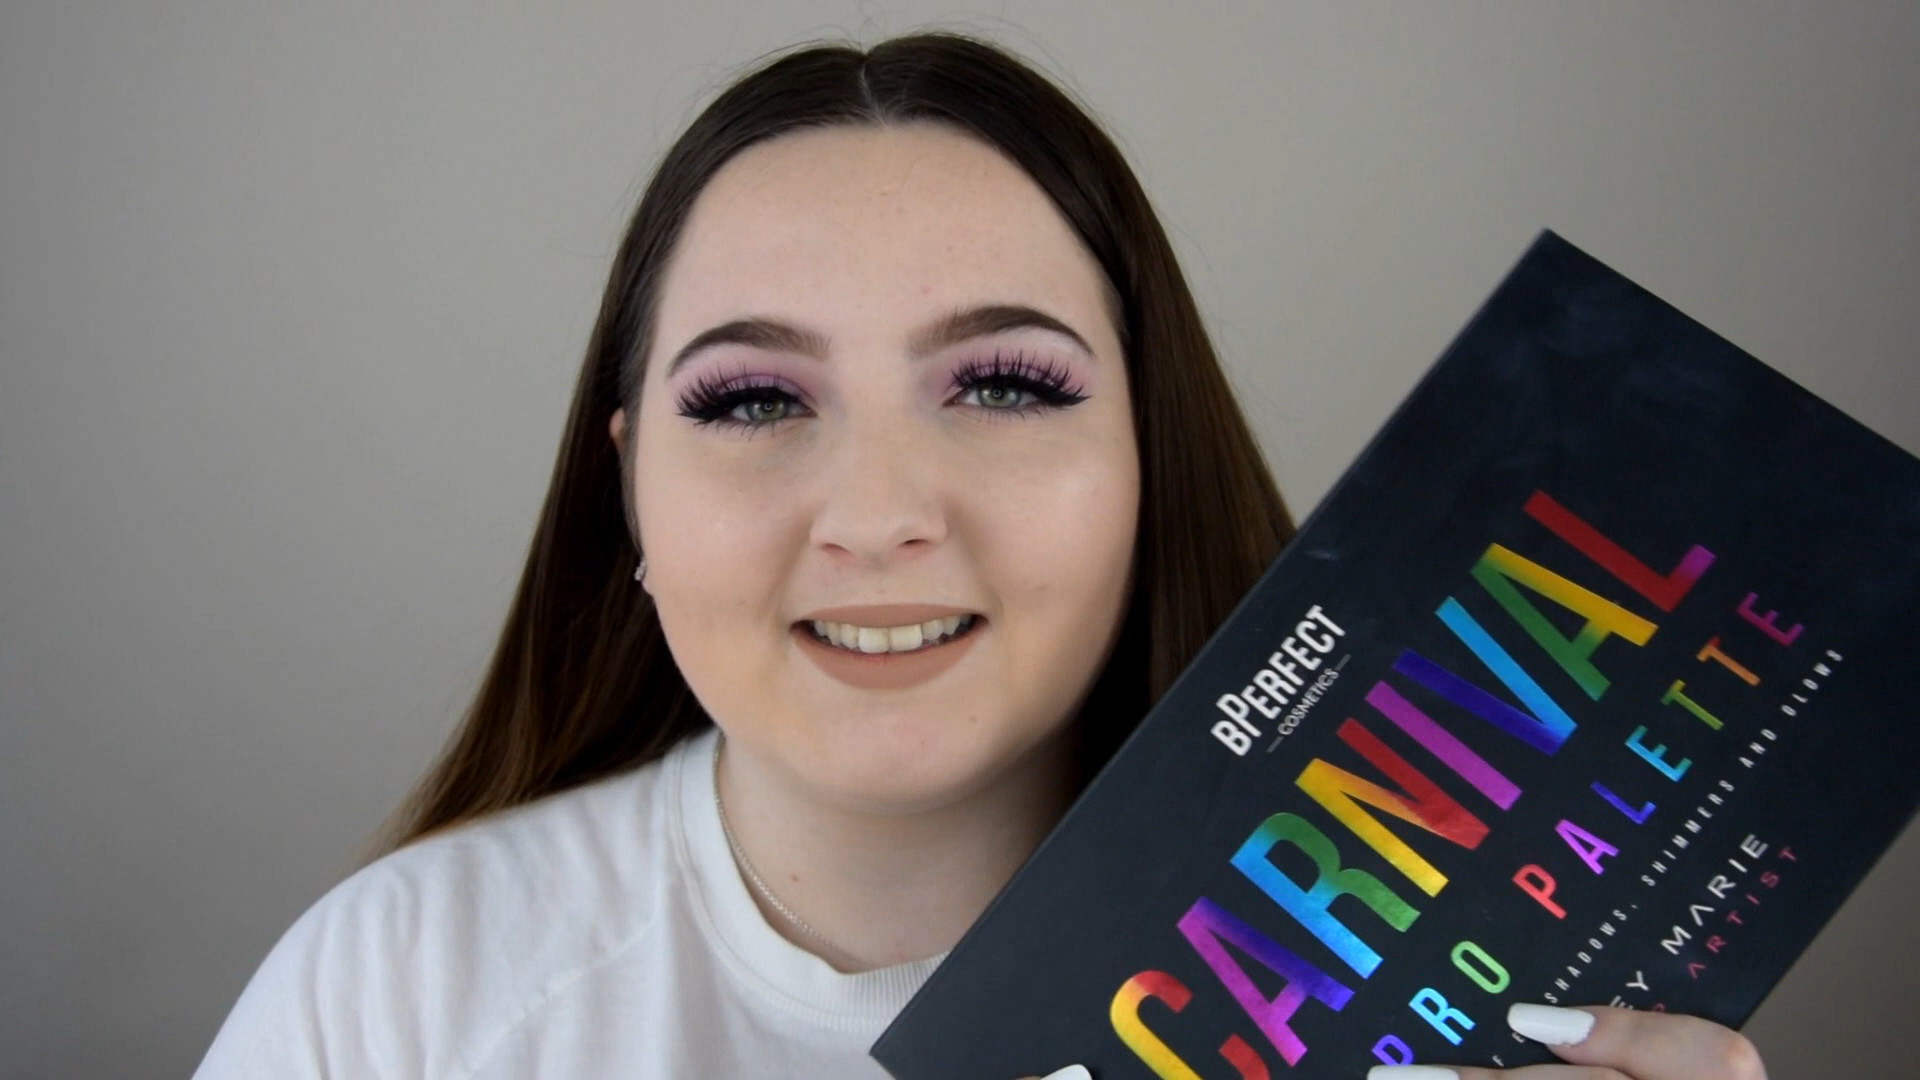 BPERFECT
COSMETICS
CARNIVAL
PRO PALETTE
SHADOWS, SHIMMERS AND GLOWS
MARIE
ARTIST